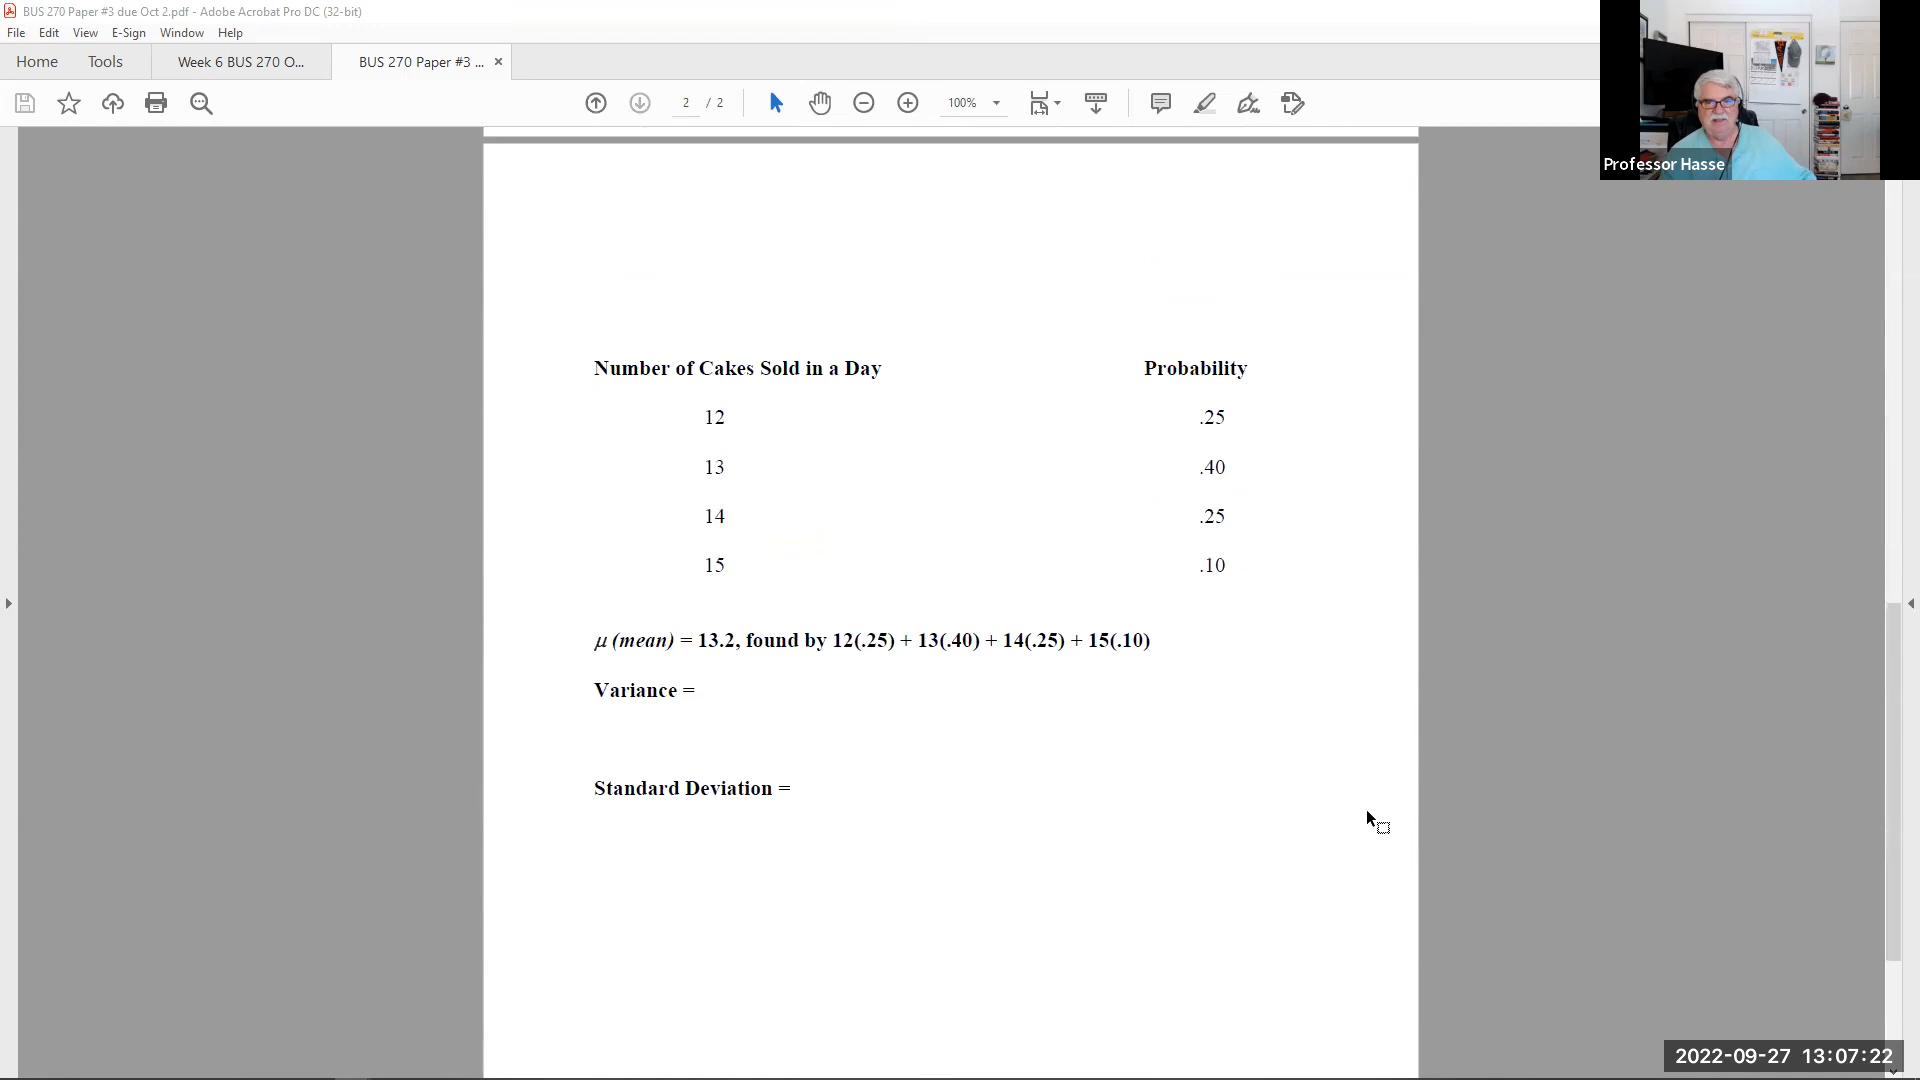 BUS 270 Paper #3 due Oct 2.pdf - Adobe Acrobat Pro DC (32-bit)
File Edit View E-Sign Window Help
Home Tools Week 6 BUS 270 O... BUS 270 Paper #3 ... ×
2 / 2 100%
Professor Hasse
Number of Cakes Sold in a Day Probability
12 .25
13 .40
14 .25
15 .10
μ (mean) = 13.2, found by 12(.25) + 13(.40) + 14(.25) + 15(.10)
Variance =
Standard Deviation =
2022-09-27 13:07:22